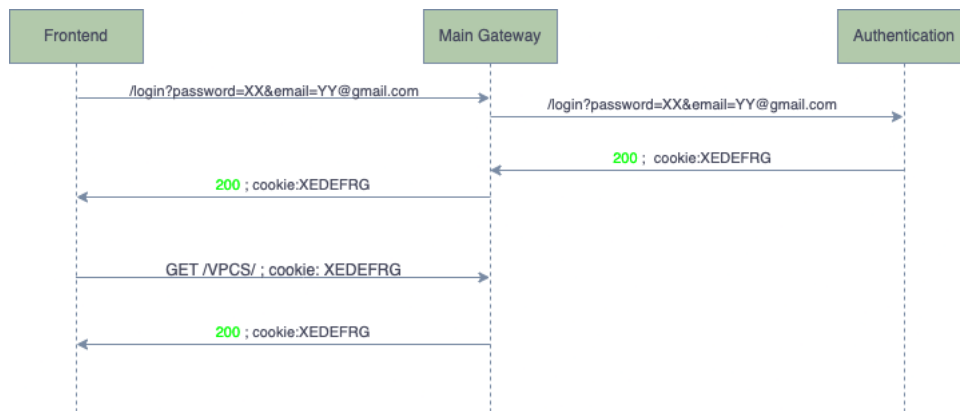 Frontend
Main Gateway
Authentication
/login?password=XX&email=YY@gmail.com
/login?password=XX&email=YY@gmail.com
200 ; cookie:XEDEFRG
200 ; cookie:XEDEFRG
GET /VPCS/ ; cookie: XEDEFRG
200 ; cookie:XEDEFRG